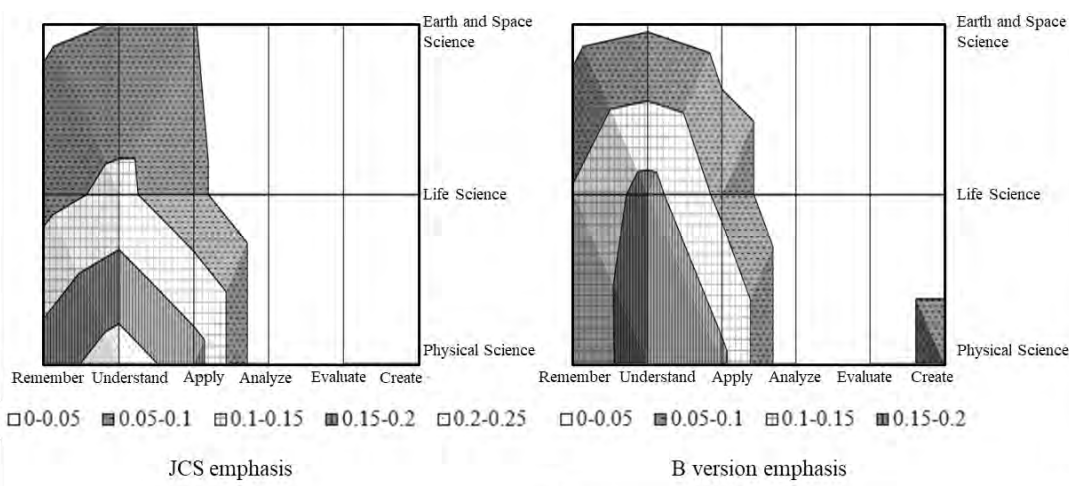 Earth and Space
Science
Life Science
Physical Science
Remember Understand Apply Analyze Evaluate Create
0-0.05 0.05-0.1 0.1-0.15 0.15-0.2 0.2-0.25
JCS emphasis
Earth and Space
Science
Life Science
Physical Science
Remember Understand Apply Analyze Evaluate Create
0-0.05 0.05-0.1 0.1-0.15 0.15-0.2
B version emphasis